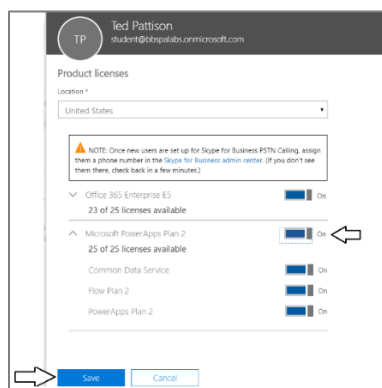 TP
Ted Pattison
student@bbspalabs.onmicrosoft.com
Product licenses
Location *
United States
NOTE: Once new users are set up for Skype for Business PSTN Calling, assign
them a phone number in the Skype for Business admin center. (If you don't see
them there, check back in a few minutes.)
Office 365 Enterprise E5 On
23 of 25 licenses available
Microsoft PowerApps Plan 2 On
25 of 25 licenses available
Common Data Service On
Flow Plan 2 On
PowerApps Plan 2 On
Save Cancel